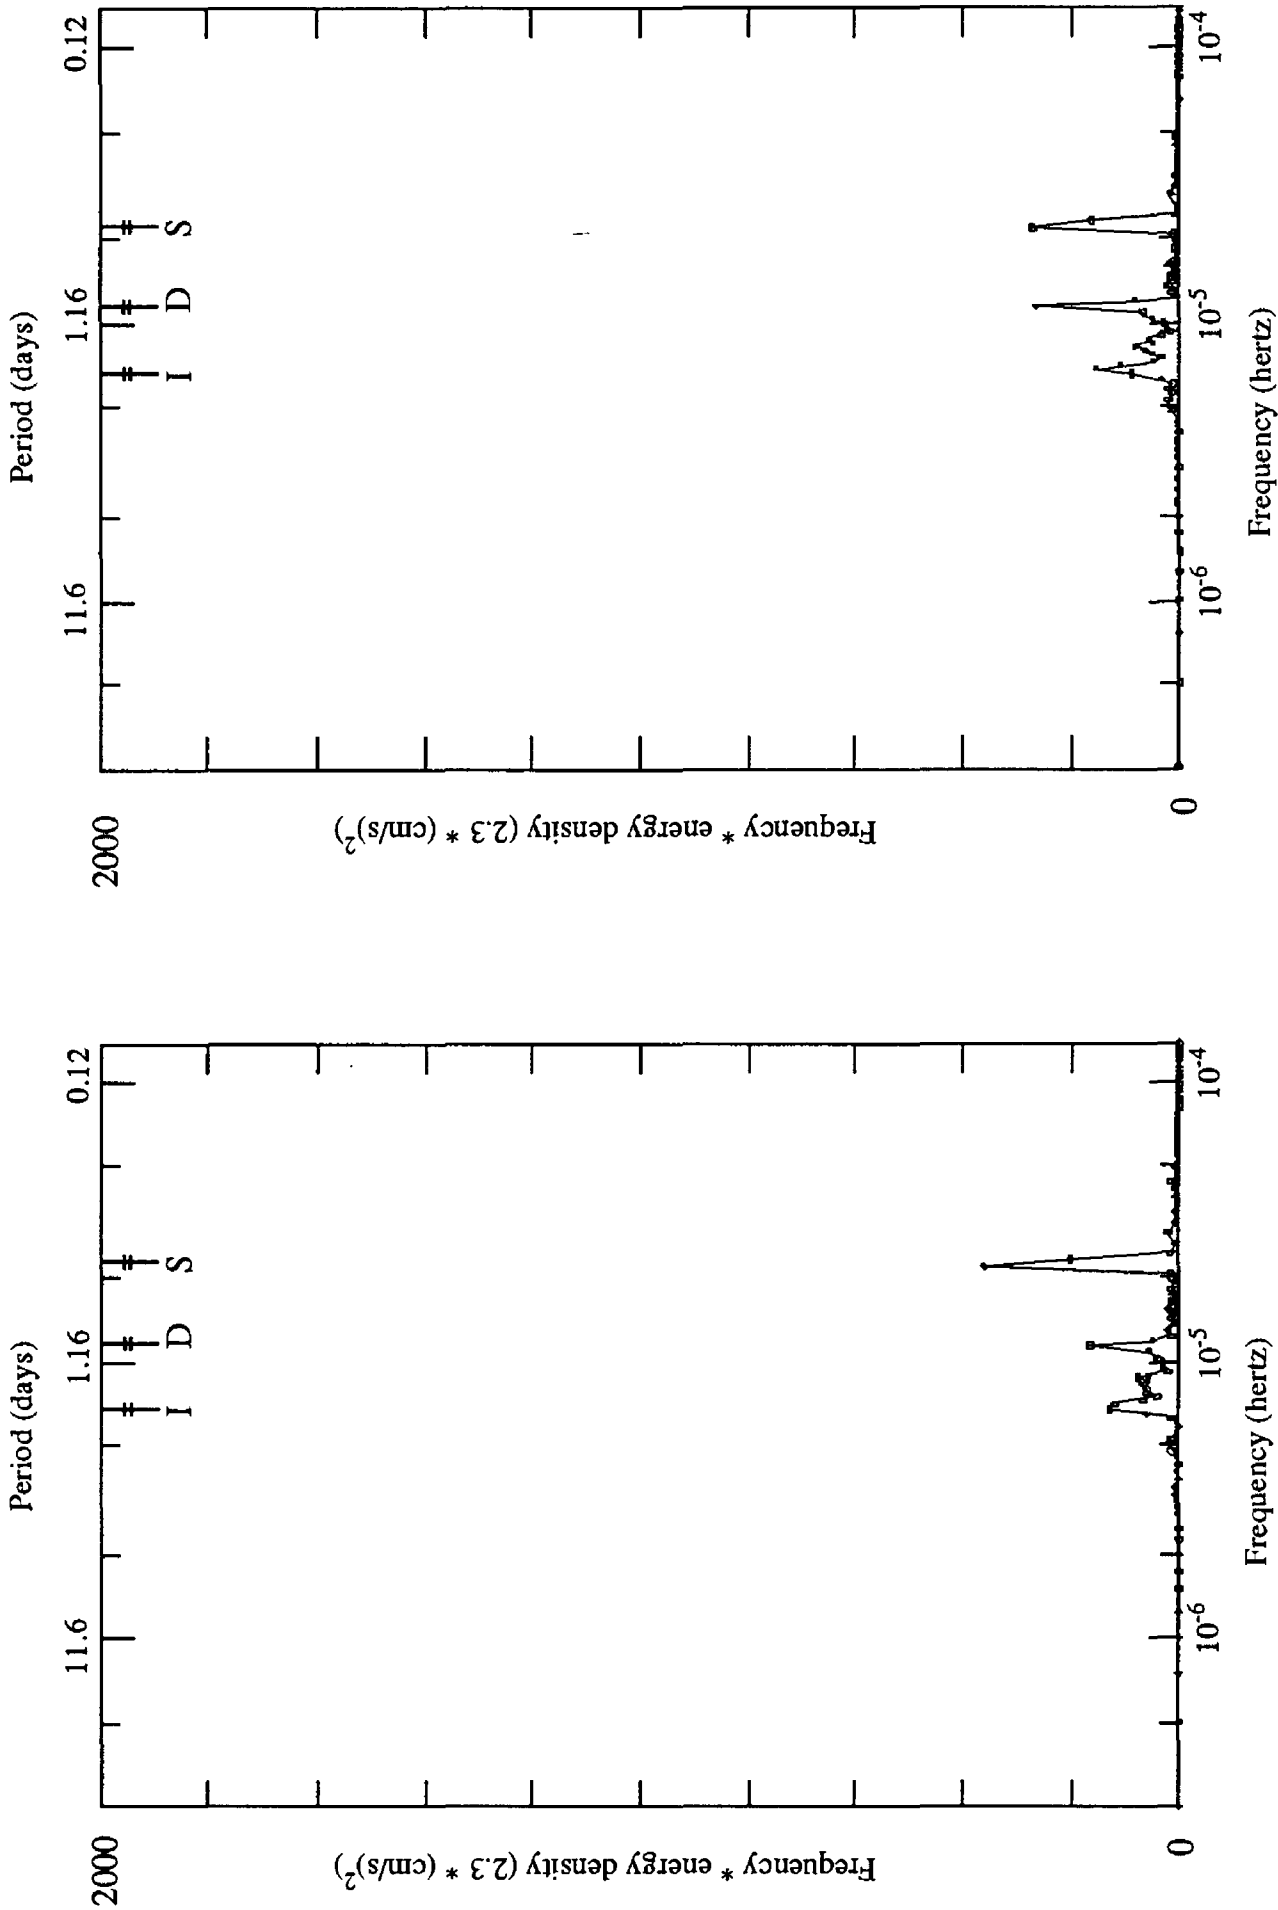 Period (days)
11.6
1.16
0.12
I
D
S
2000
Frequency * energy density (2.3 * (cm/s)²)
0
10⁻⁶
10⁻⁵
10⁻⁴
Frequency (hertz)
Period (days)
11.6
1.16
0.12
I
D
S
2000
Frequency * energy density (2.3 * (cm/s)²)
0
10⁻⁶
10⁻⁵
10⁻⁴
Frequency (hertz)